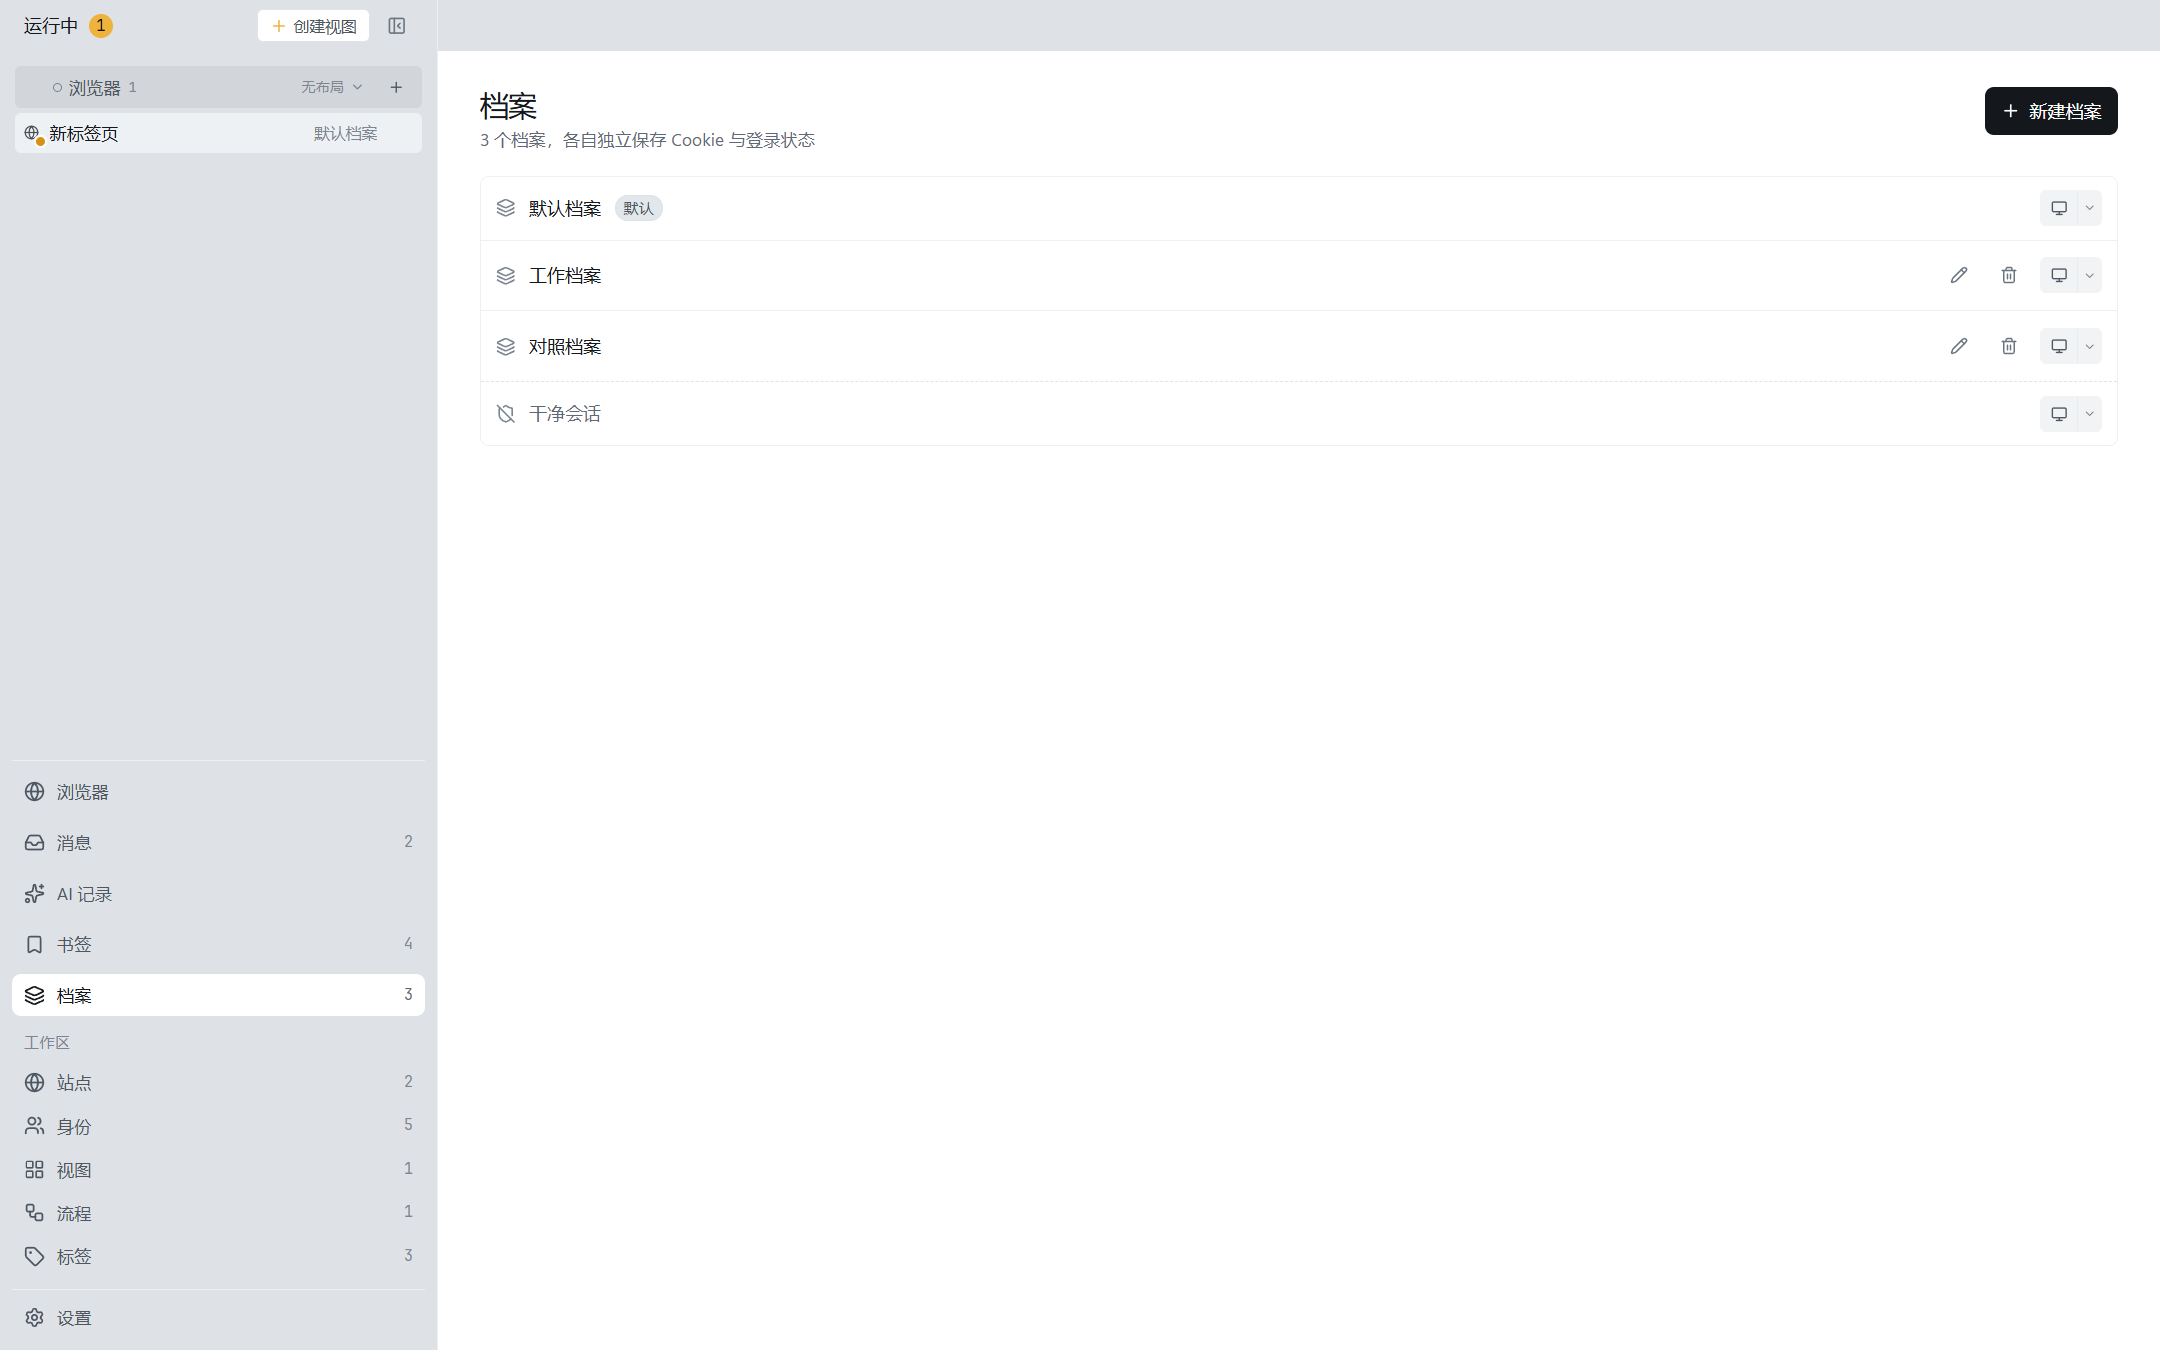 运行中 1 创建视图
浏览器 1 无布局
新标签页 默认档案
浏览器
消息 2
AI 记录
书签 4
档案 3
工作区
站点 2
身份 5
视图 1
流程 1
标签 3
设置
档案
3 个档案，各自独立保存 Cookie 与登录状态
新建档案
默认档案 默认
工作档案
对照档案
干净会话